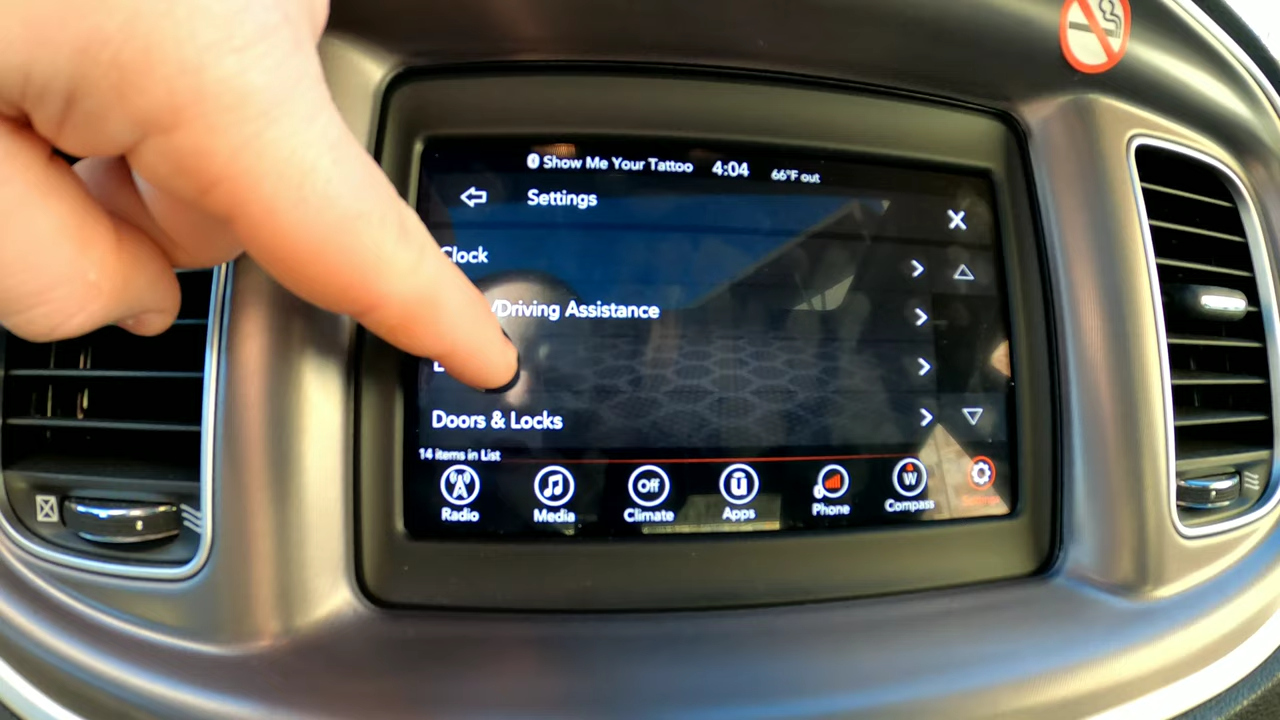 Show Me Your Tattoo 4:04 66°F out
Settings
Clock
/Driving Assistance
Doors & Locks
14 items in List
Off W
Radio Media Climate Apps Phone Compass Settings